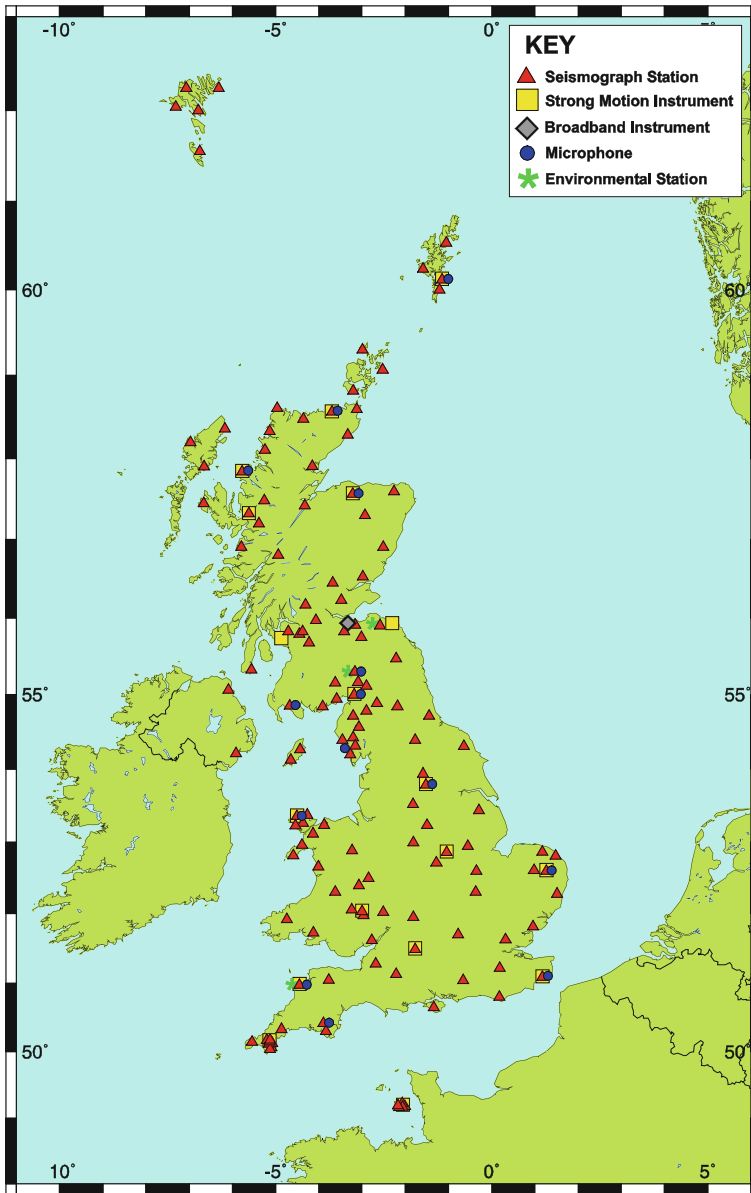 -10° -5° 0°
KEY
Seismograph Station
Strong Motion Instrument
Broadband Instrument
Microphone
Environmental Station
60° 60°
55° 55°
50° 50°
10° -5° 0° 5°